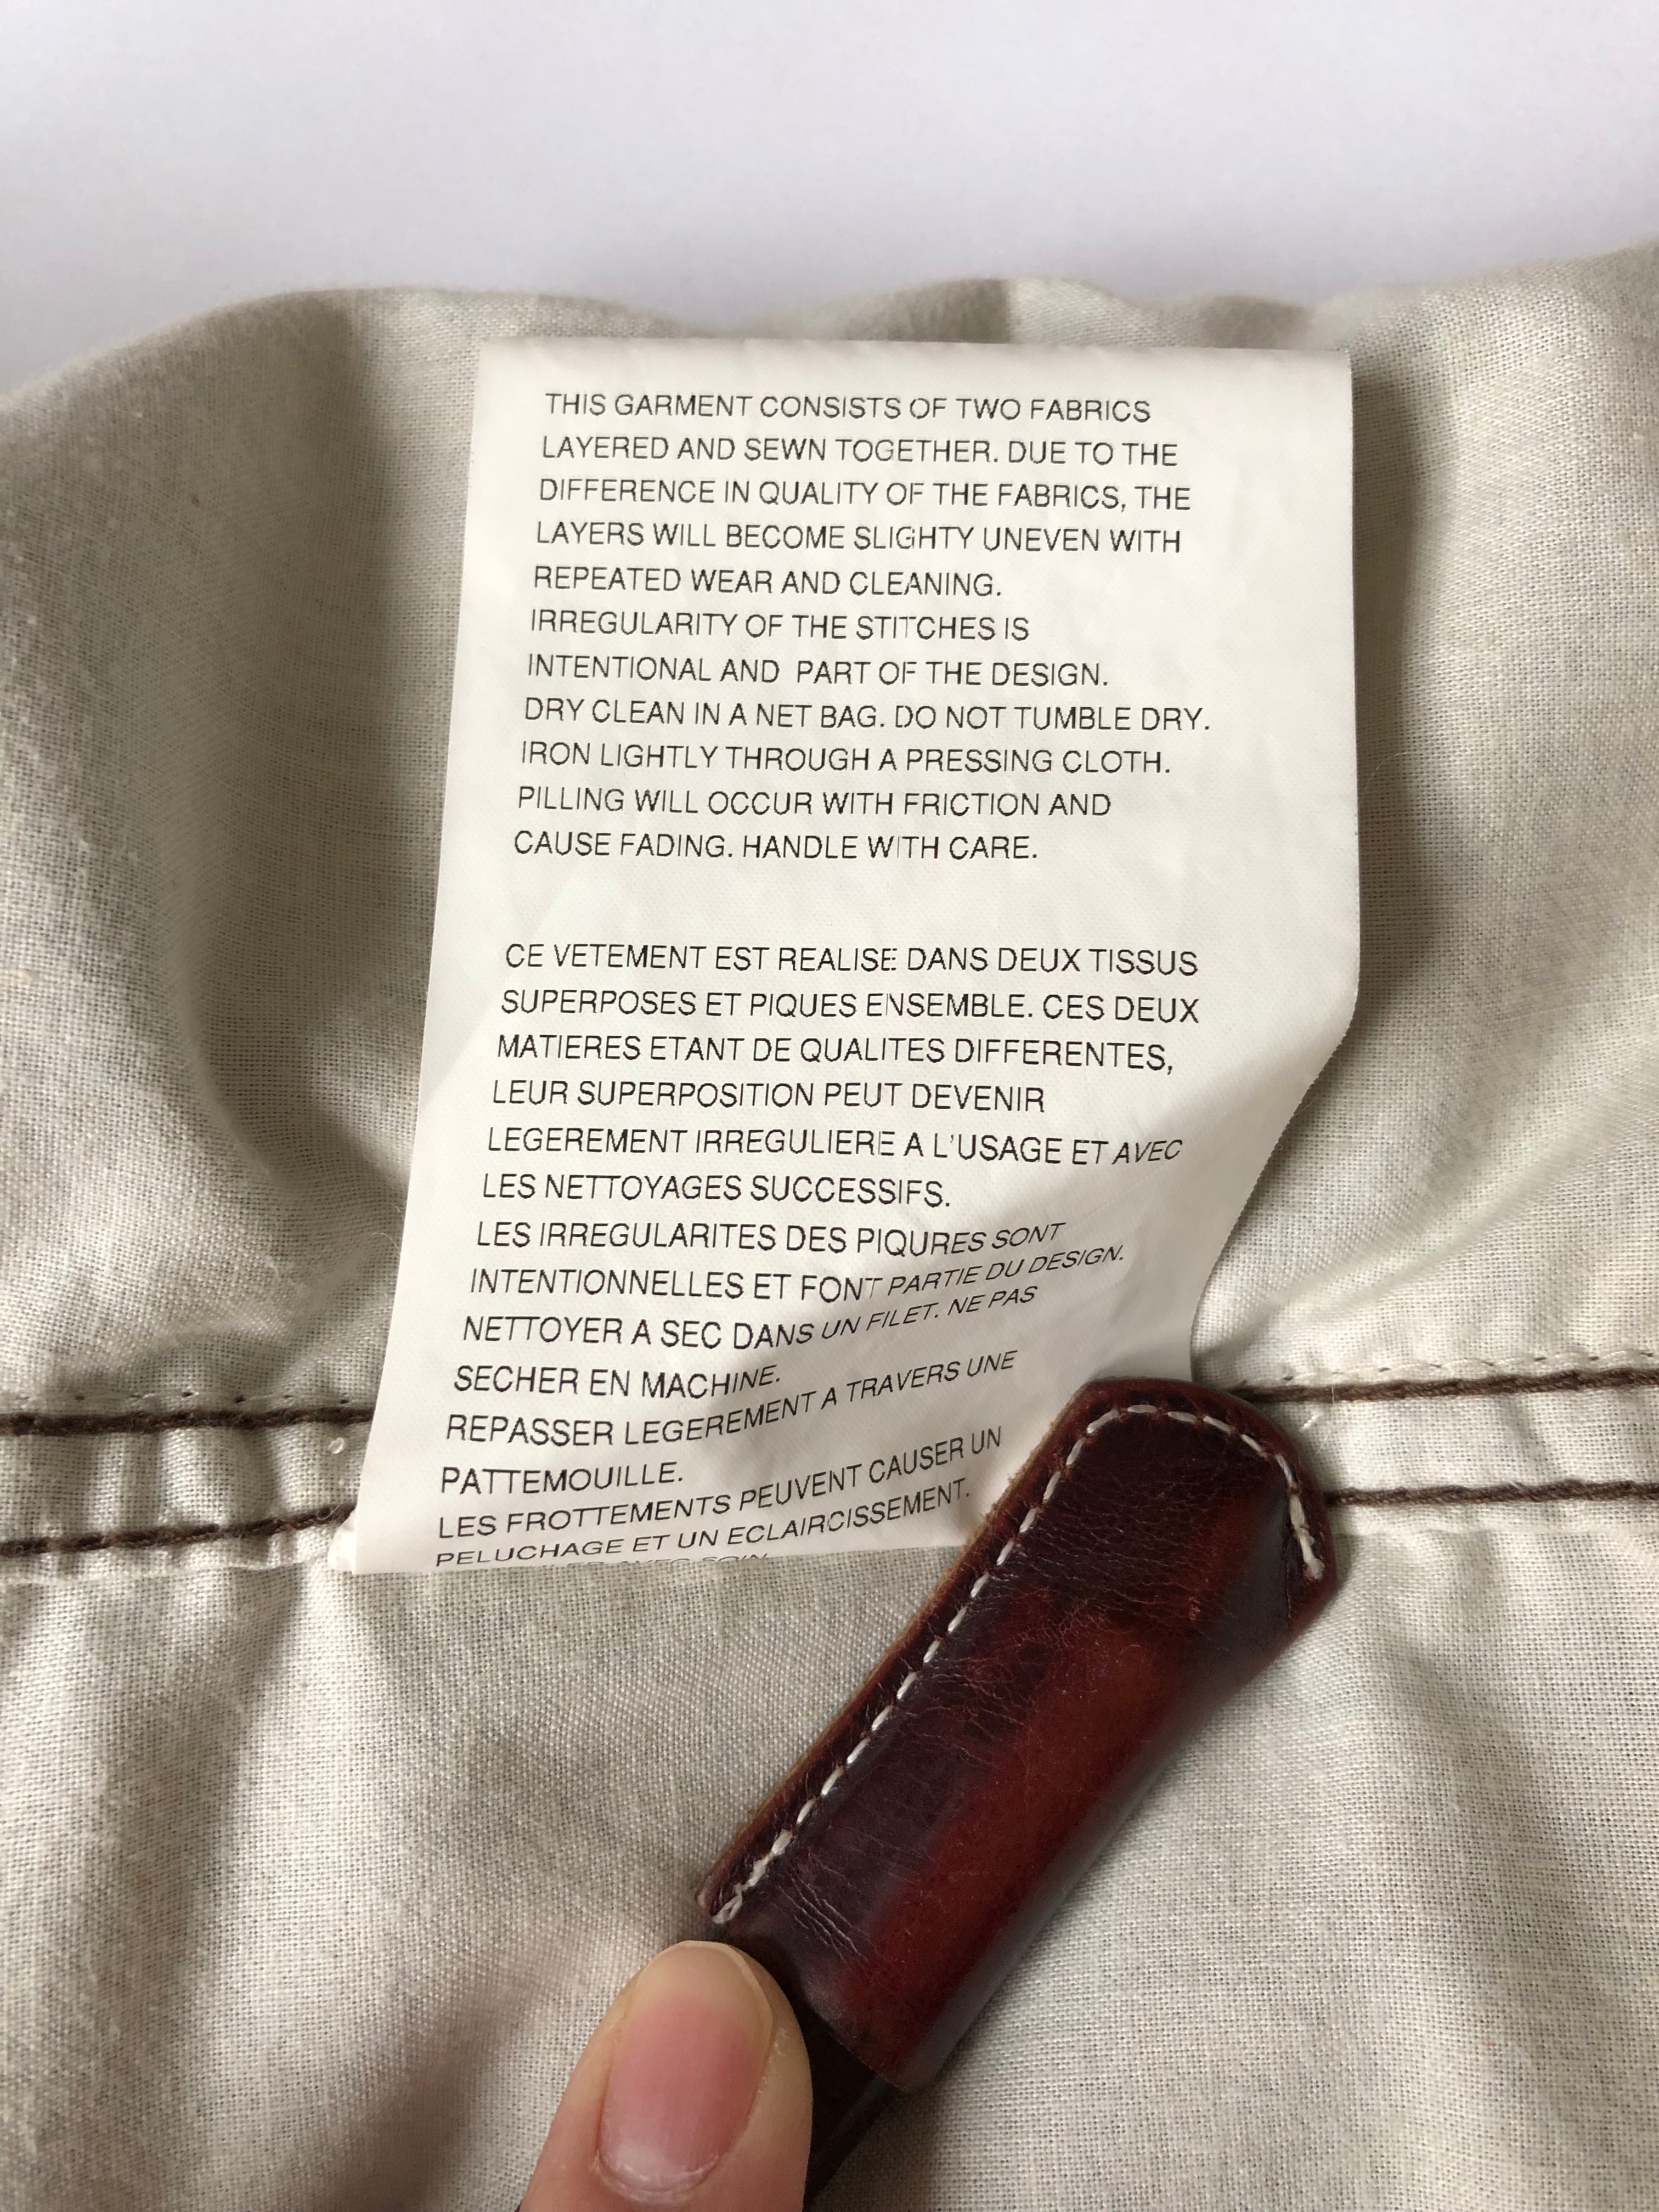 THIS GARMENT CONSISTS OF TWO FABRICS
LAYERED AND SEWN TOGETHER. DUE TO THE
DIFFERENCE IN QUALITY OF THE FABRICS, THE
LAYERS WILL BECOME SLIGHTY UNEVEN WITH
REPEATED WEAR AND CLEANING.
IRREGULARITY OF THE STITCHES IS
INTENTIONAL AND PART OF THE DESIGN.
DRY CLEAN IN A NET BAG. DO NOT TUMBLE DRY.
IRON LIGHTLY THROUGH A PRESSING CLOTH.
PILLING WILL OCCUR WITH FRICTION AND
CAUSE FADING. HANDLE WITH CARE.
CE VETEMENT EST REALISE DANS DEUX TISSUS
SUPERPOSES ET PIQUES ENSEMBLE. CES DEUX
MATIERES ETANT DE QUALITES DIFFERENTES,
LEUR SUPERPOSITION PEUT DEVENIR
LEGEREMENT IRREGULIERE A L'USAGE ET AVEC
LES NETTOYAGES SUCCESSIFS.
LES IRREGULARITES DES PIQURES SONT
INTENTIONNELLES ET FONT PARTIE DU DESIGN.
NETTOYER A SEC DANS UN FILET. NE PAS
SECHER EN MACHINE.
REPASSER LEGEREMENT A TRAVERS UNE
PATTEMOUILLE.
LES FROTTEMENTS PEUVENT CAUSER UN
PELUCHAGE ET UN ECLAIRCISSEMENT.
AVEC SOIN.